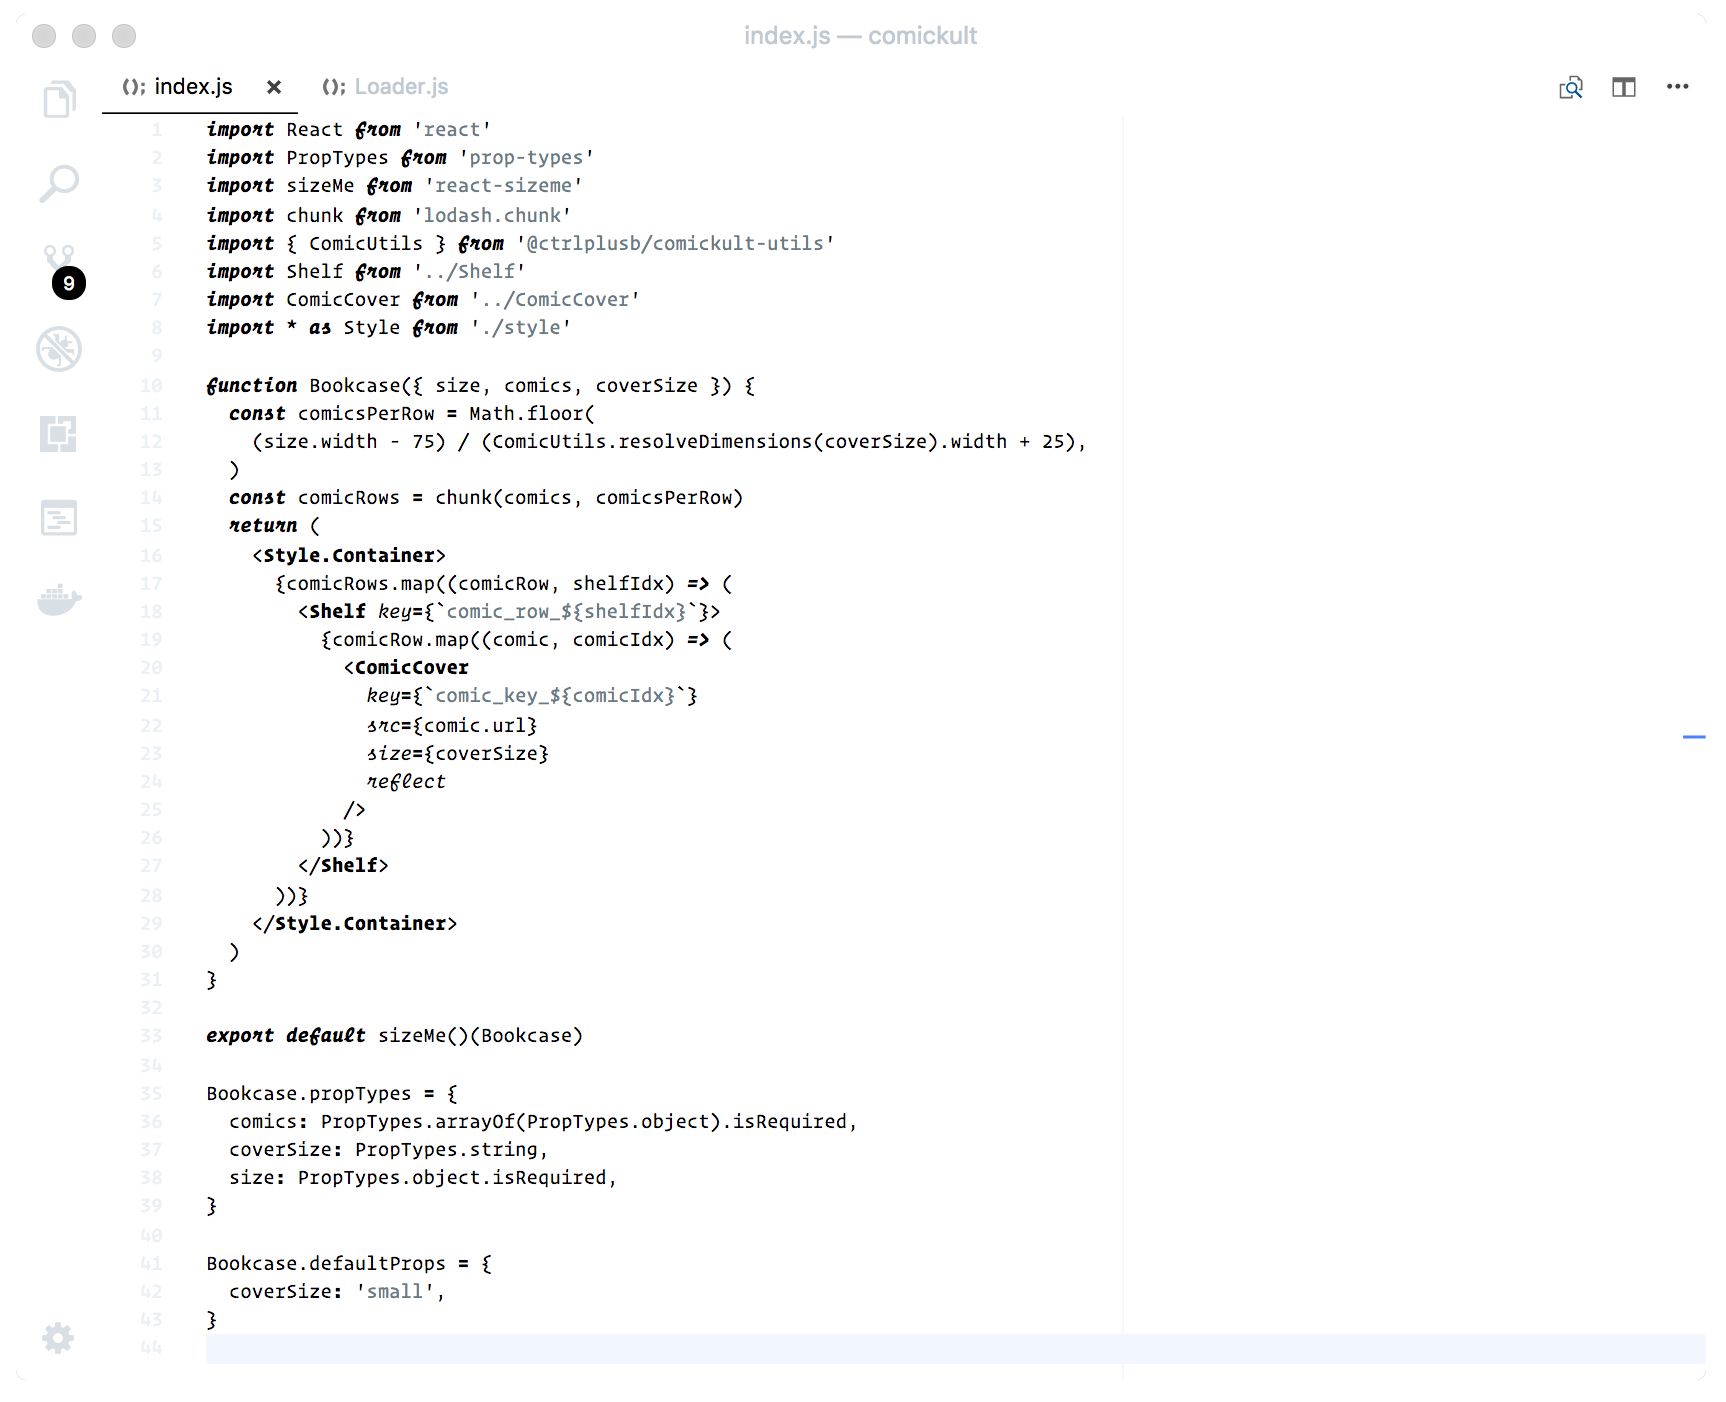 index.js — comickult
(); index.js × (); Loader.js
1 import React from 'react'
2 import PropTypes from 'prop-types'
3 import sizeMe from 'react-sizeme'
4 import chunk from 'lodash.chunk'
5 import { ComicUtils } from '@ctrlplusb/comickult-utils'
6 import Shelf from '../Shelf'
7 import ComicCover from '../ComicCover'
8 import * as Style from './style'
9
10 function Bookcase({ size, comics, coverSize }) {
11   const comicsPerRow = Math.floor(
12     (size.width - 75) / (ComicUtils.resolveDimensions(coverSize).width + 25),
13   )
14   const comicRows = chunk(comics, comicsPerRow)
15   return (
16     <Style.Container>
17       {comicRows.map((comicRow, shelfIdx) => (
18         <Shelf key={`comic_row_${shelfIdx}`}>
19           {comicRow.map((comic, comicIdx) => (
20             <ComicCover
21               key={`comic_key_${comicIdx}`}
22               src={comic.url}
23               size={coverSize}
24               reflect
25             />
26           ))}
27         </Shelf>
28       ))}
29     </Style.Container>
30   )
31 }
32
33 export default sizeMe()(Bookcase)
34
35 Bookcase.propTypes = {
36   comics: PropTypes.arrayOf(PropTypes.object).isRequired,
37   coverSize: PropTypes.string,
38   size: PropTypes.object.isRequired,
39 }
40
41 Bookcase.defaultProps = {
42   coverSize: 'small',
43 }
44
9